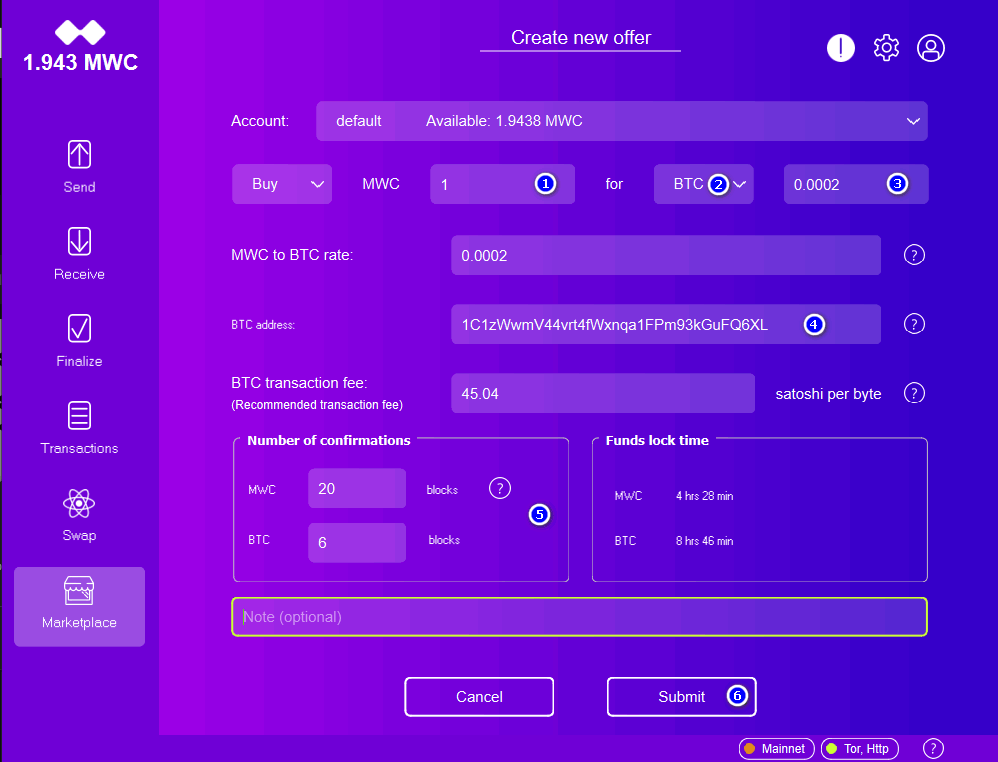 1.943 MWC
Create new offer
Send
Receive
Finalize
Transactions
Swap
Marketplace
Account: default Available: 1.9438 MWC
Buy MWC 1 1 for BTC 2 0.0002 3
MWC to BTC rate: 0.0002 ?
BTC address: 1C1zWwmV44vrt4fWxnqa1FPm93kGuFQ6XL 4 ?
BTC transaction fee: 45.04 satoshi per byte ?
(Recommended transaction fee)
Number of confirmations
MWC 20 blocks ?
5
BTC 6 blocks
Funds lock time
MWC 4 hrs 28 min
BTC 8 hrs 46 min
Note (optional)
Cancel Submit 6
Mainnet Tor, Http ?